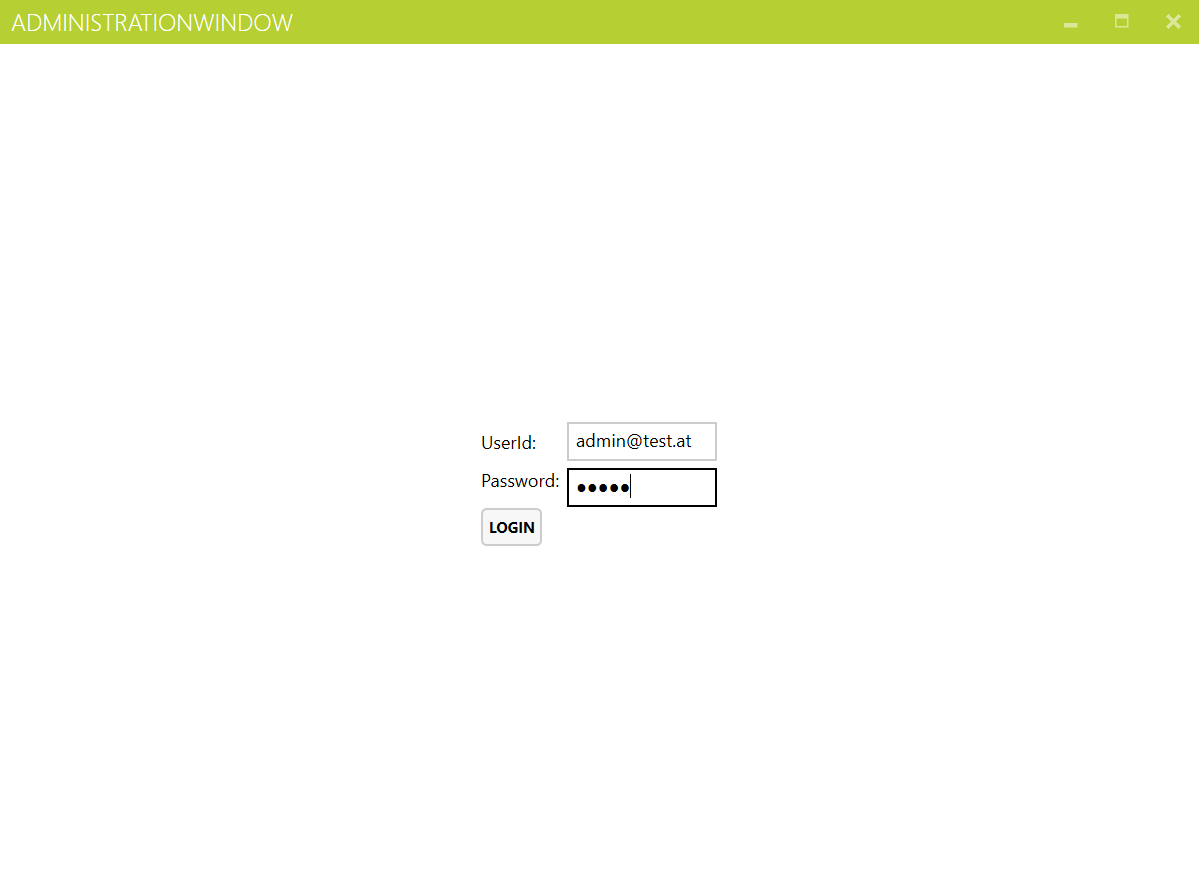 ADMINISTRATIONWINDOW
UserId: admin@test.at
Password: •••••
LOGIN